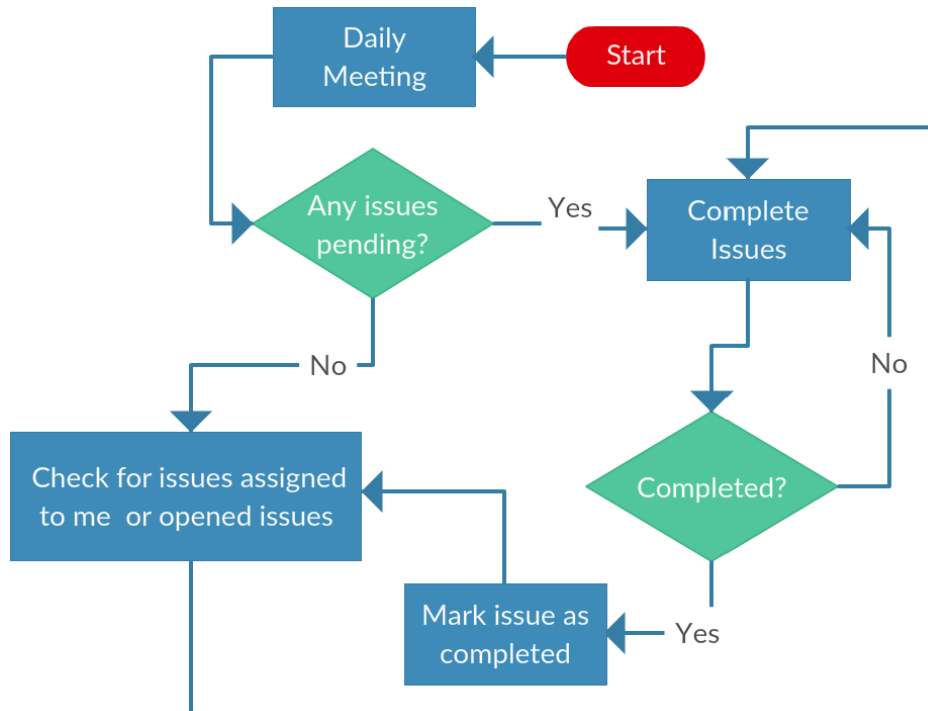 Daily
Meeting
Start
Any issues
pending?
Yes
Complete
Issues
No
No
Check for issues assigned
to me or opened issues
Completed?
Mark issue as
completed
Yes